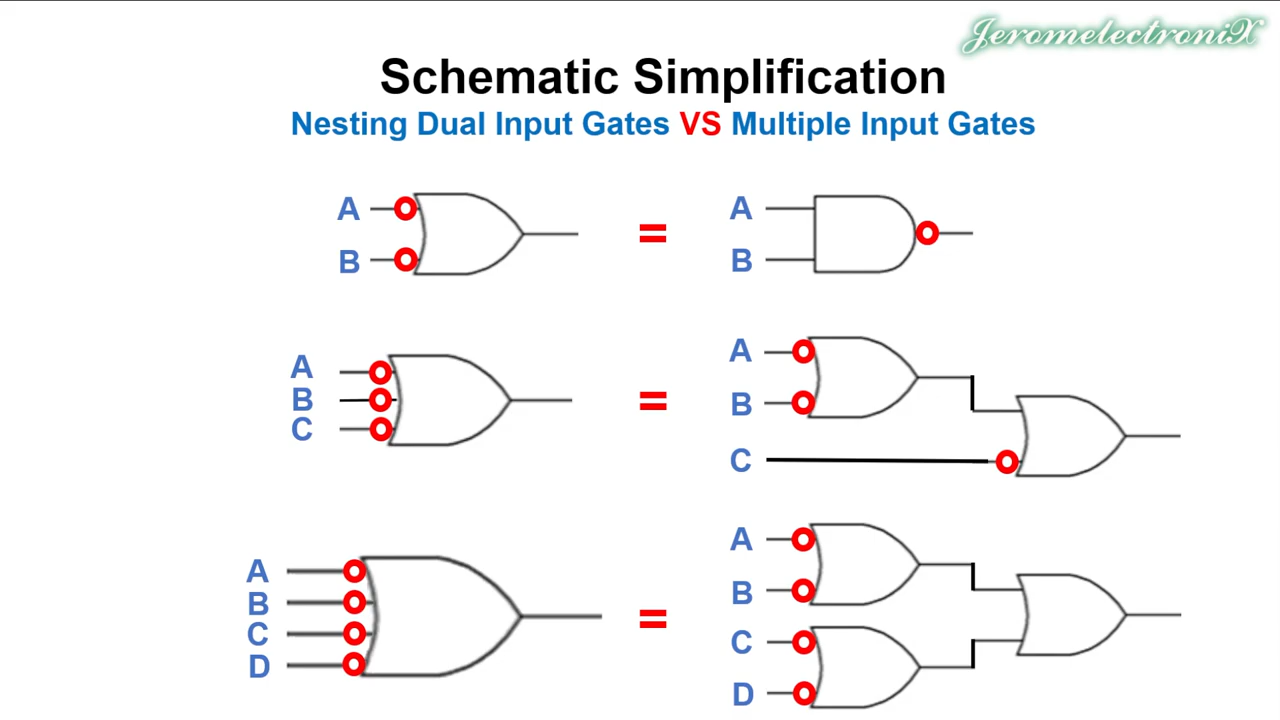 JeromelectroniX
Schematic Simplification
Nesting Dual Input Gates VS Multiple Input Gates
A
B
=
A
B
A
B
C
=
A
B
C
A
B
C
D
=
A
B
C
D